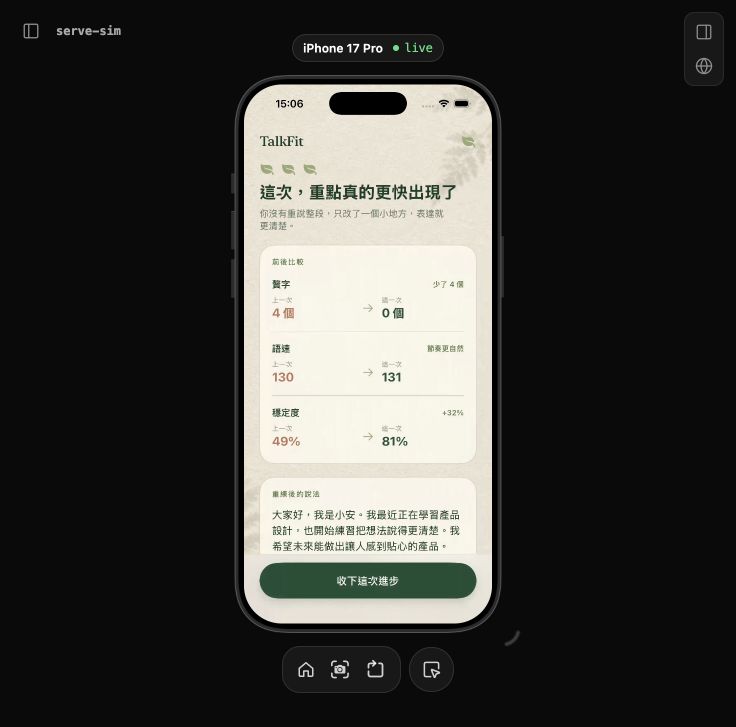 serve-sim
iPhone 17 Pro live
15:06
TalkFit
這次，重點真的更快出現了
你沒有重說整段，只改了一個小地方，表達就
更清楚。
前後比較
贅字 少了 4 個
上一次 這一次
4 個 → 0 個
語速 節奏更自然
上一次 這一次
130 → 131
穩定度 +32%
上一次 這一次
49% → 81%
重練後的說法
大家好，我是小安。我最近正在學習產品
設計，也開始練習把想法說得更清楚。我
希望未來能做出讓人感到貼心的產品。
收下這次進步